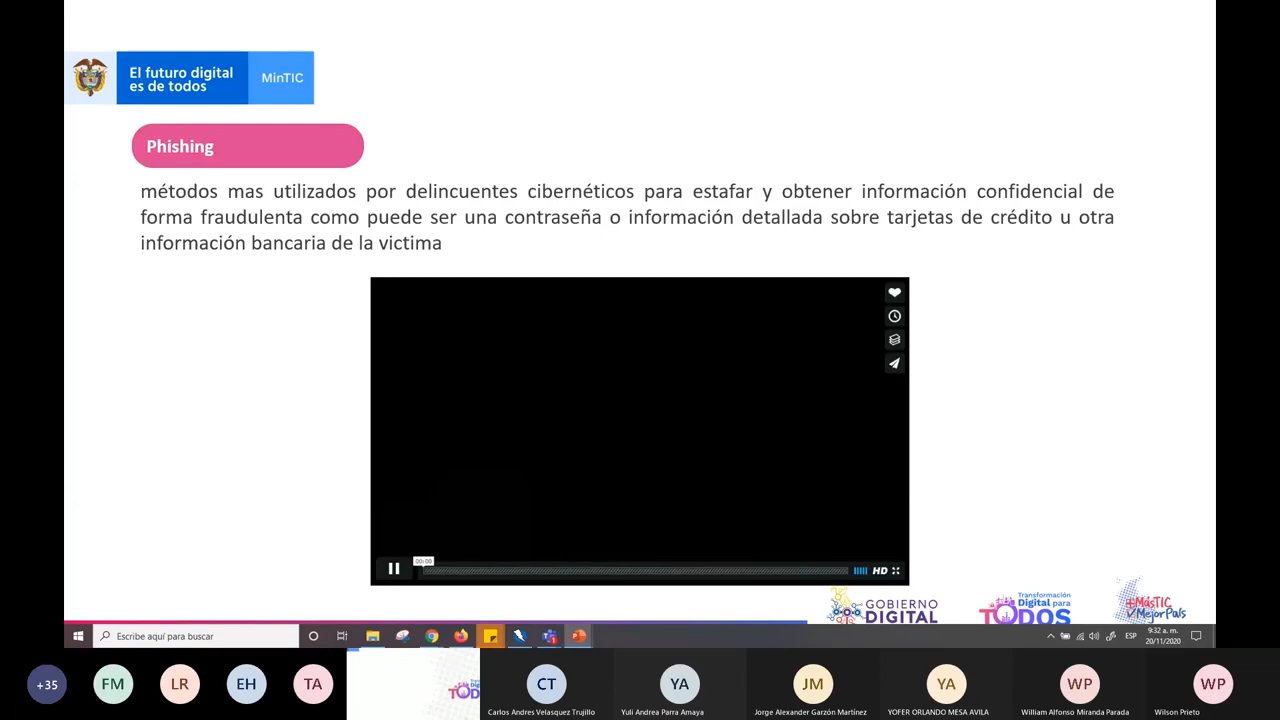 El futuro digital
es de todos
MinTIC
Phishing
métodos mas utilizados por delincuentes cibernéticos para estafar y obtener información confidencial de
forma fraudulenta como puede ser una contraseña o información detallada sobre tarjetas de crédito u otra
información bancaria de la victima
00:00
HD
GOBIERNO
DIGITAL
Transformación
Digital para
TODOS
+MásTIC
MejorPaís
Escribe aquí para buscar
ESP
9:32 a. m.
20/11/2020
+35
FM
LR
EH
TA
CT
YA
JM
YA
WP
WP
Carlos Andres Velasquez Trujillo
Yuli Andrea Parra Amaya
Jorge Alexander Garzón Martínez
YOFER ORLANDO MESA AVILA
William Alfonso Miranda Parada
Wilson Prieto